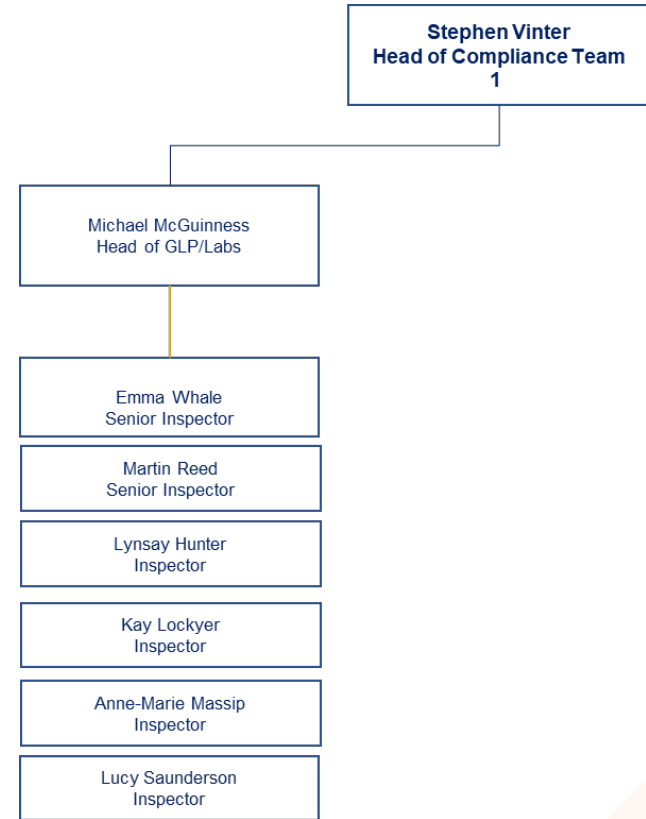 Stephen Vinter
Head of Compliance Team
1
Michael McGuinness
Head of GLP/Labs
Emma Whale
Senior Inspector
Martin Reed
Senior Inspector
Lynsay Hunter
Inspector
Kay Lockyer
Inspector
Anne-Marie Massip
Inspector
Lucy Saunderson
Inspector